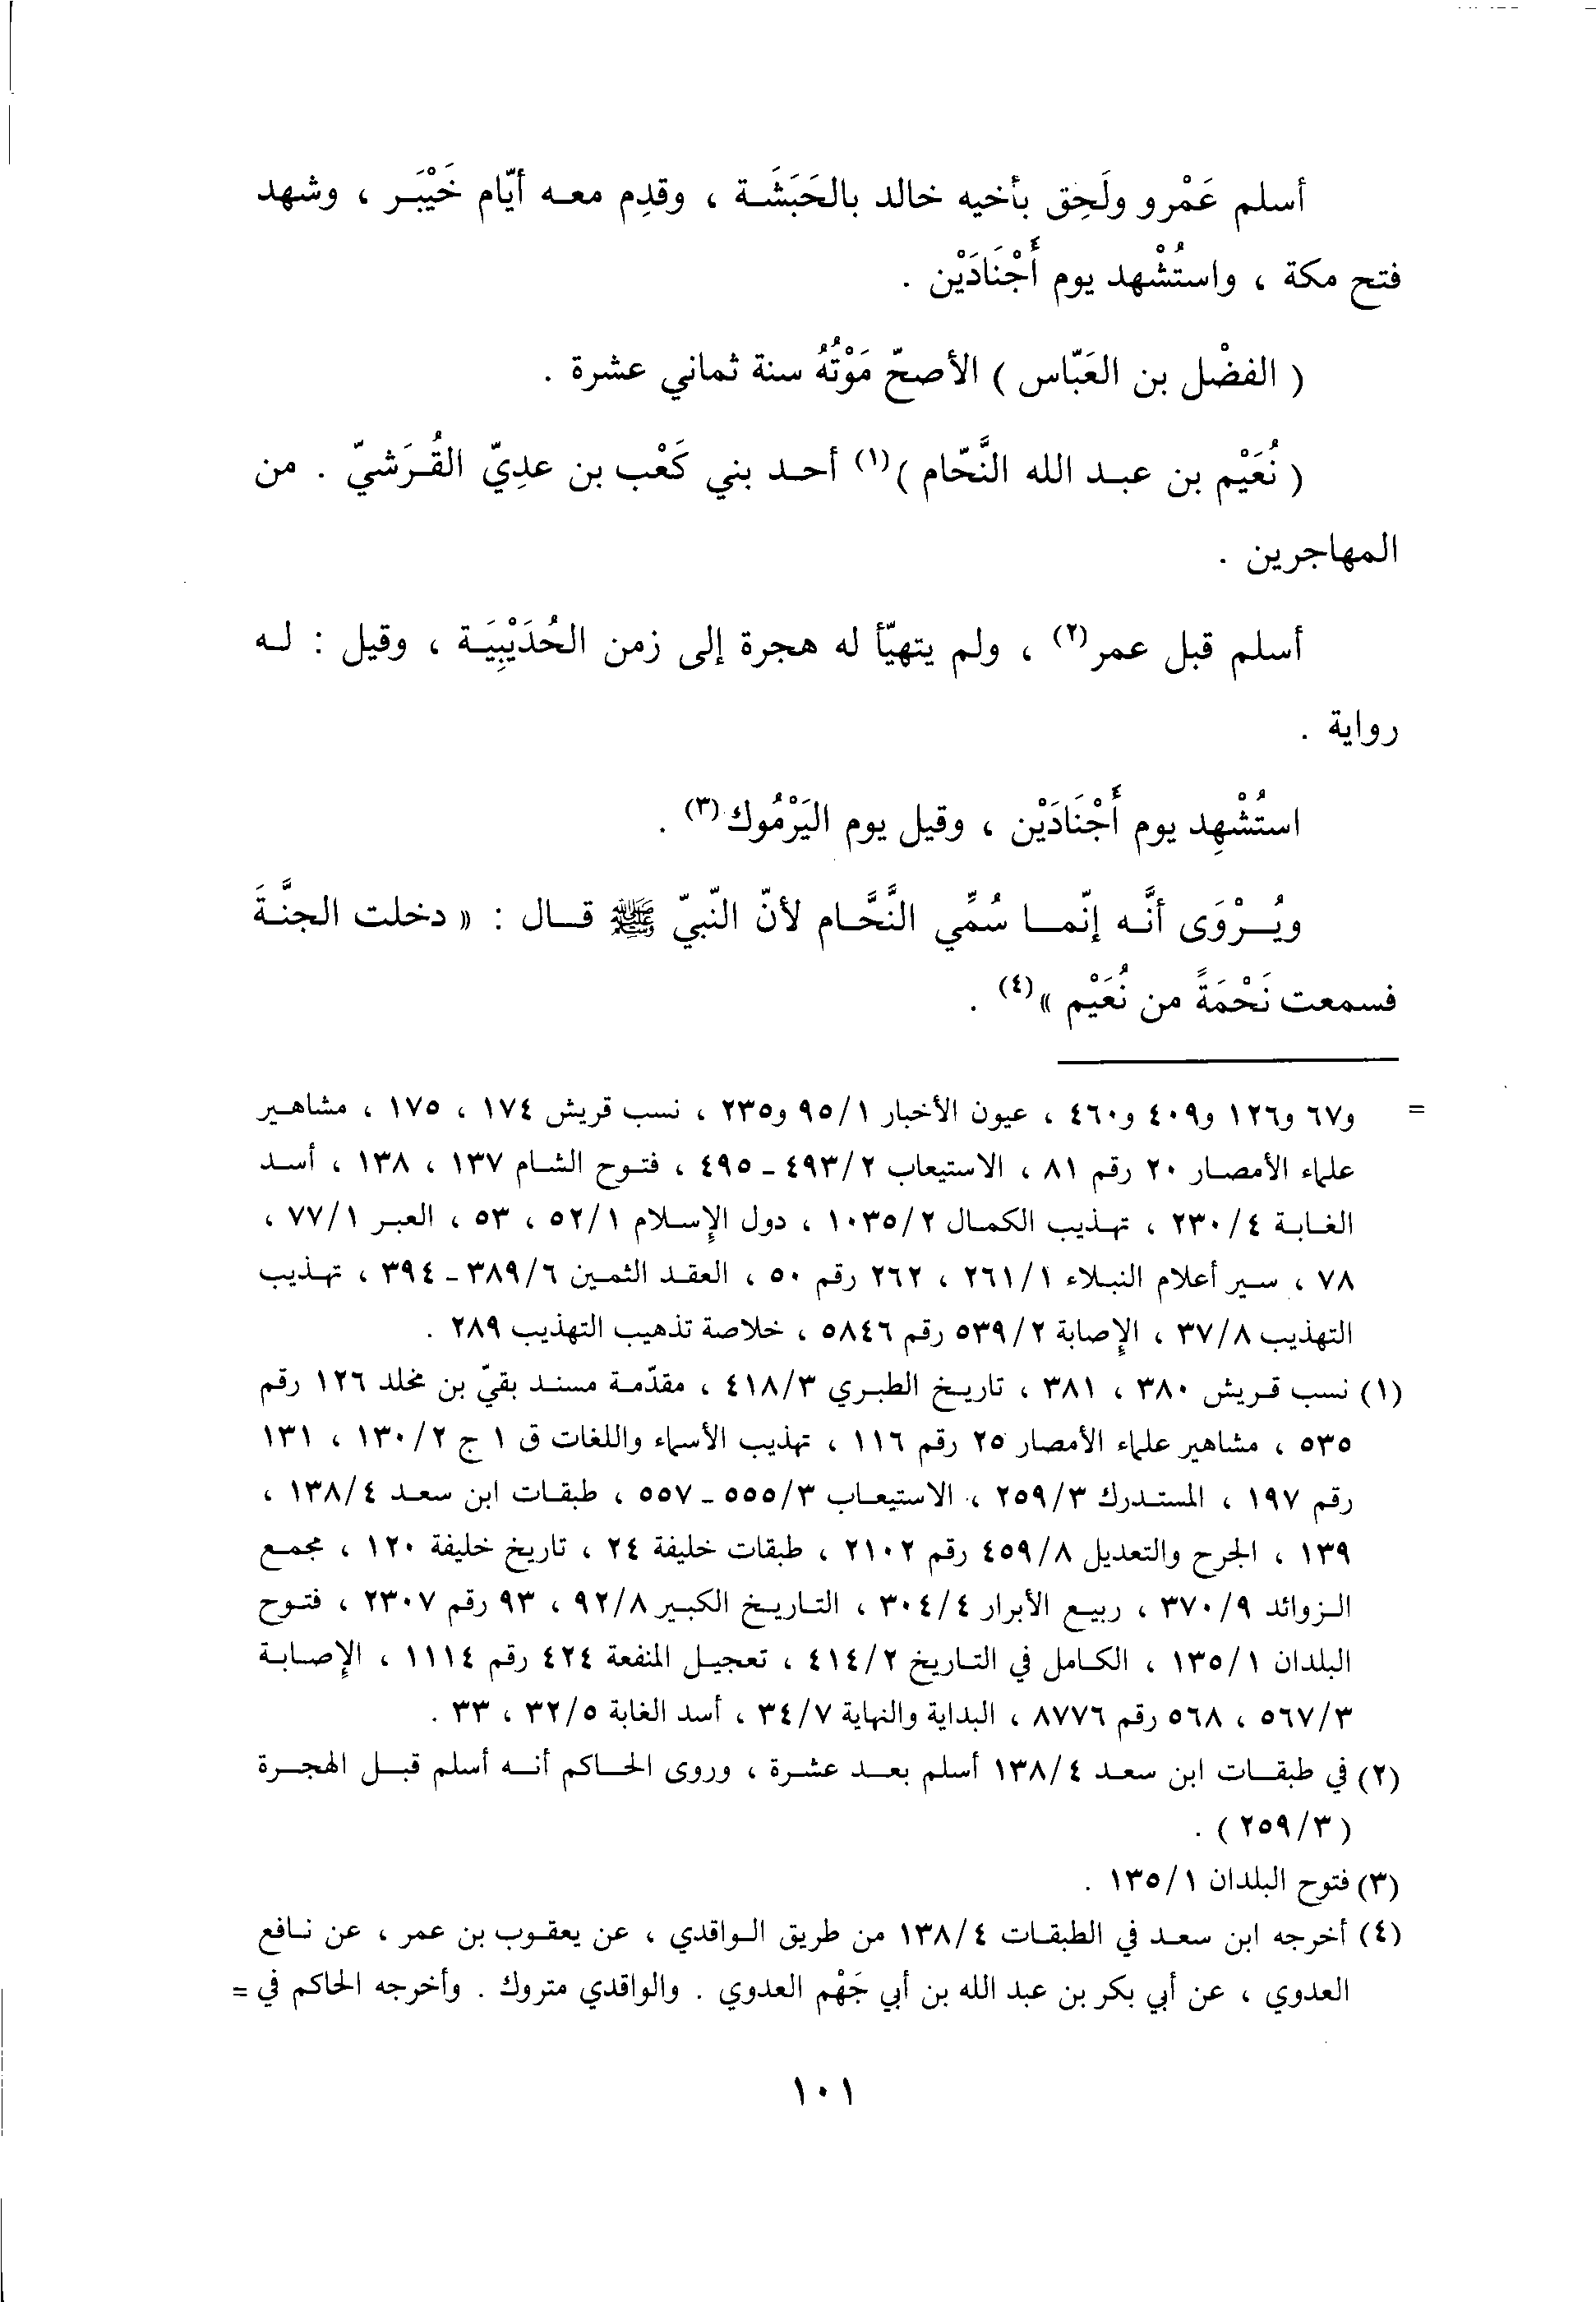 أسلم عَمْرو ولَحِق بأخيه خالد بالحَبَشَة ، وقدِم معه أيّام خَيْبَر ، وشهد
فتح مكة ، واستُشْهد يوم أَجْنَادَيْن .
( الفضْل بن العَبّاس ) الأصحّ مَوْتُهُ سنة ثماني عشرة .
( نُعَيْم بن عبد الله النَّحّام )(١) أحد بني كَعْب بن عدِيّ القُرَشيّ . من
المهاجرين .
أسلم قبل عمر(٢) ، ولم يتهيّأ له هجرة إلى زمن الحُدَيْبِيَة ، وقيل : له
رواية .
استُشْهِد يوم أَجْنَادَيْن ، وقيل يوم اليَرْمُوك(٣) .
ويُرْوَى أنَّه إنّما سُمِّي النَّحَّام لأنّ النّبيّ ﷺ قال : « دخلت الجنَّةَ
فسمعت نَحْمَةً من نُعَيْم »(٤) .
= و٦٧ و١٢٦ و٤٠٩ و٤٦٠ ، عيون الأخبار ٩٥/١ و٢٣٥ ، نسب قريش ١٧٤ ، ١٧٥ ، مشاهير
علماء الأمصار ٢٠ رقم ٨١ ، الاستيعاب ٤٩٣/٢ - ٤٩٥ ، فتوح الشام ١٣٧ ، ١٣٨ ، أسد
الغابة ٢٣٠/٤ ، تهذيب الكمال ١٠٣٥/٢ ، دول الإسلام ٥٢/١ ، ٥٣ ، العبر ٧٧/١ ،
٧٨ ، سير أعلام النبلاء ٢٦١/١ ، ٢٦٢ رقم ٥٠ ، العقد الثمين ٣٨٩/٦ - ٣٩٤ ، تهذيب
التهذيب ٣٧/٨ ، الإصابة ٥٣٩/٢ رقم ٥٨٤٦ ، خلاصة تذهيب التهذيب ٢٨٩ .
(١) نسب قريش ٣٨٠ ، ٣٨١ ، تاريخ الطبري ٤١٨/٣ ، مقدّمة مسند بقيّ بن مخلد ١٢٦ رقم
٥٣٥ ، مشاهير علماء الأمصار ٢٥ رقم ١١٦ ، تهذيب الأسماء واللغات ق ١ ج ١٣٠/٢ ، ١٣١
رقم ١٩٧ ، المستدرك ٢٥٩/٣ ، الاستيعاب ٥٥٥/٣ - ٥٥٧ ، طبقات ابن سعد ١٣٨/٤ ،
١٣٩ ، الجرح والتعديل ٤٥٩/٨ رقم ٢١٠٢ ، طبقات خليفة ٢٤ ، تاريخ خليفة ١٢٠ ، مجمع
الزوائد ٣٧٠/٩ ، ربيع الأبرار ٣٠٤/٤ ، التاريخ الكبير ٩٢/٨ ، ٩٣ رقم ٢٣٠٧ ، فتوح
البلدان ١٣٥/١ ، الكامل في التاريخ ٤١٤/٢ ، تعجيل المنفعة ٤٢٤ رقم ١١١٤ ، الإصابة
٥٦٧/٣ ، ٥٦٨ رقم ٨٧٧٦ ، البداية والنهاية ٣٤/٧ ، أسد الغابة ٣٢/٥ ، ٣٣ .
(٢) في طبقات ابن سعد ١٣٨/٤ أسلم بعد عشرة ، وروى الحاكم أنه أسلم قبل الهجرة
( ٢٥٩/٣ ) .
(٣) فتوح البلدان ١٣٥/١ .
(٤) أخرجه ابن سعد في الطبقات ١٣٨/٤ من طريق الواقدي ، عن يعقوب بن عمر ، عن نافع
العدوي ، عن أبي بكر بن عبد الله بن أبي جَهْم العدوي . والواقدي متروك . وأخرجه الحاكم في =
١٠١